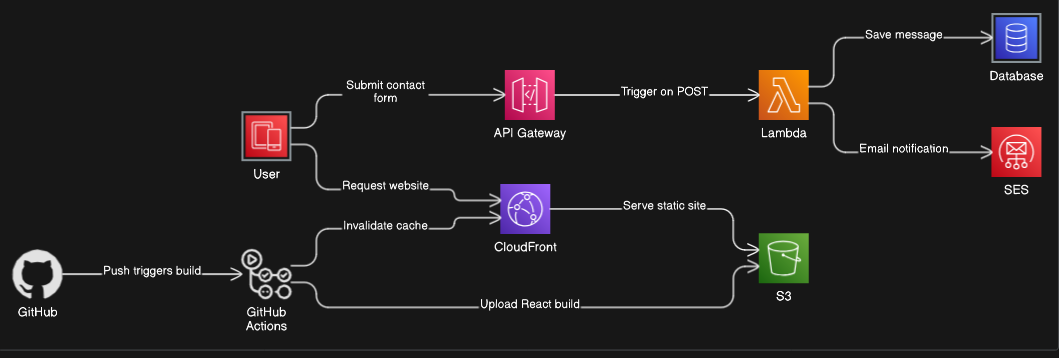 Save message
Database
Submit contact
form
Trigger on POST
API Gateway
Lambda
User
Email notification
SES
Request website
Serve static site
Invalidate cache
CloudFront
Push triggers build
S3
GitHub
Upload React build
GitHub
Actions